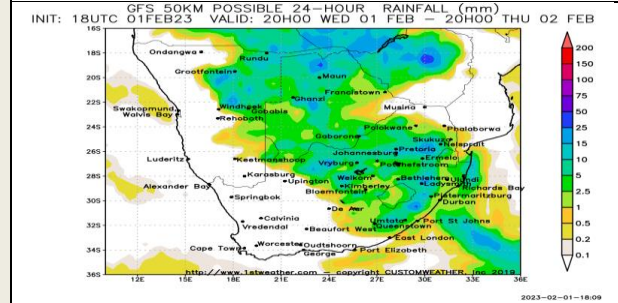 GFS 50KM POSSIBLE 24-HOUR RAINFALL (mm)
INIT: 18UTC 01FEB23 VALID: 20H00 WED 01 FEB - 20H00 THU 02 FEB
16S
18S
20S
22S
24S
26S
28S
30S
32S
34S
36S
Ondangwa
Rundu
Grootfontein
Maun
Francistown
Ghanzi
Musina
Swakopmund
Walvis Bay
Windhoek
Gobabis
Rehoboth
Polokwane
Phalaborwa
Gaborone
Skukuza
Nelspruit
Johannesburg
Pretoria
Luderitz
Keetmanshoop
Vryburg
Potchefstroom
Ermelo
Karasburg
Upington
Welkom
Kimberley
Bethlehem
Ulundi
Ladysmith
Richards Bay
Alexander Bay
Springbok
Bloemfontein
Pietermaritzburg
Durban
De Aar
Calvinia
Vredendal
Umtata
Port St Johns
Queenstown
Beaufort West
East London
Cape Town
Worcester
Oudtshoorn
George
Port Elizabeth
http://www.1stweather.com - copyright CUSTOMWEATHER, Inc 2019
12E 15E 18E 21E 24E 27E 30E 33E 36E
200
150
100
75
50
25
20
15
10
5
2.5
1
0.5
0.2
0.1
2023-02-01-18:09